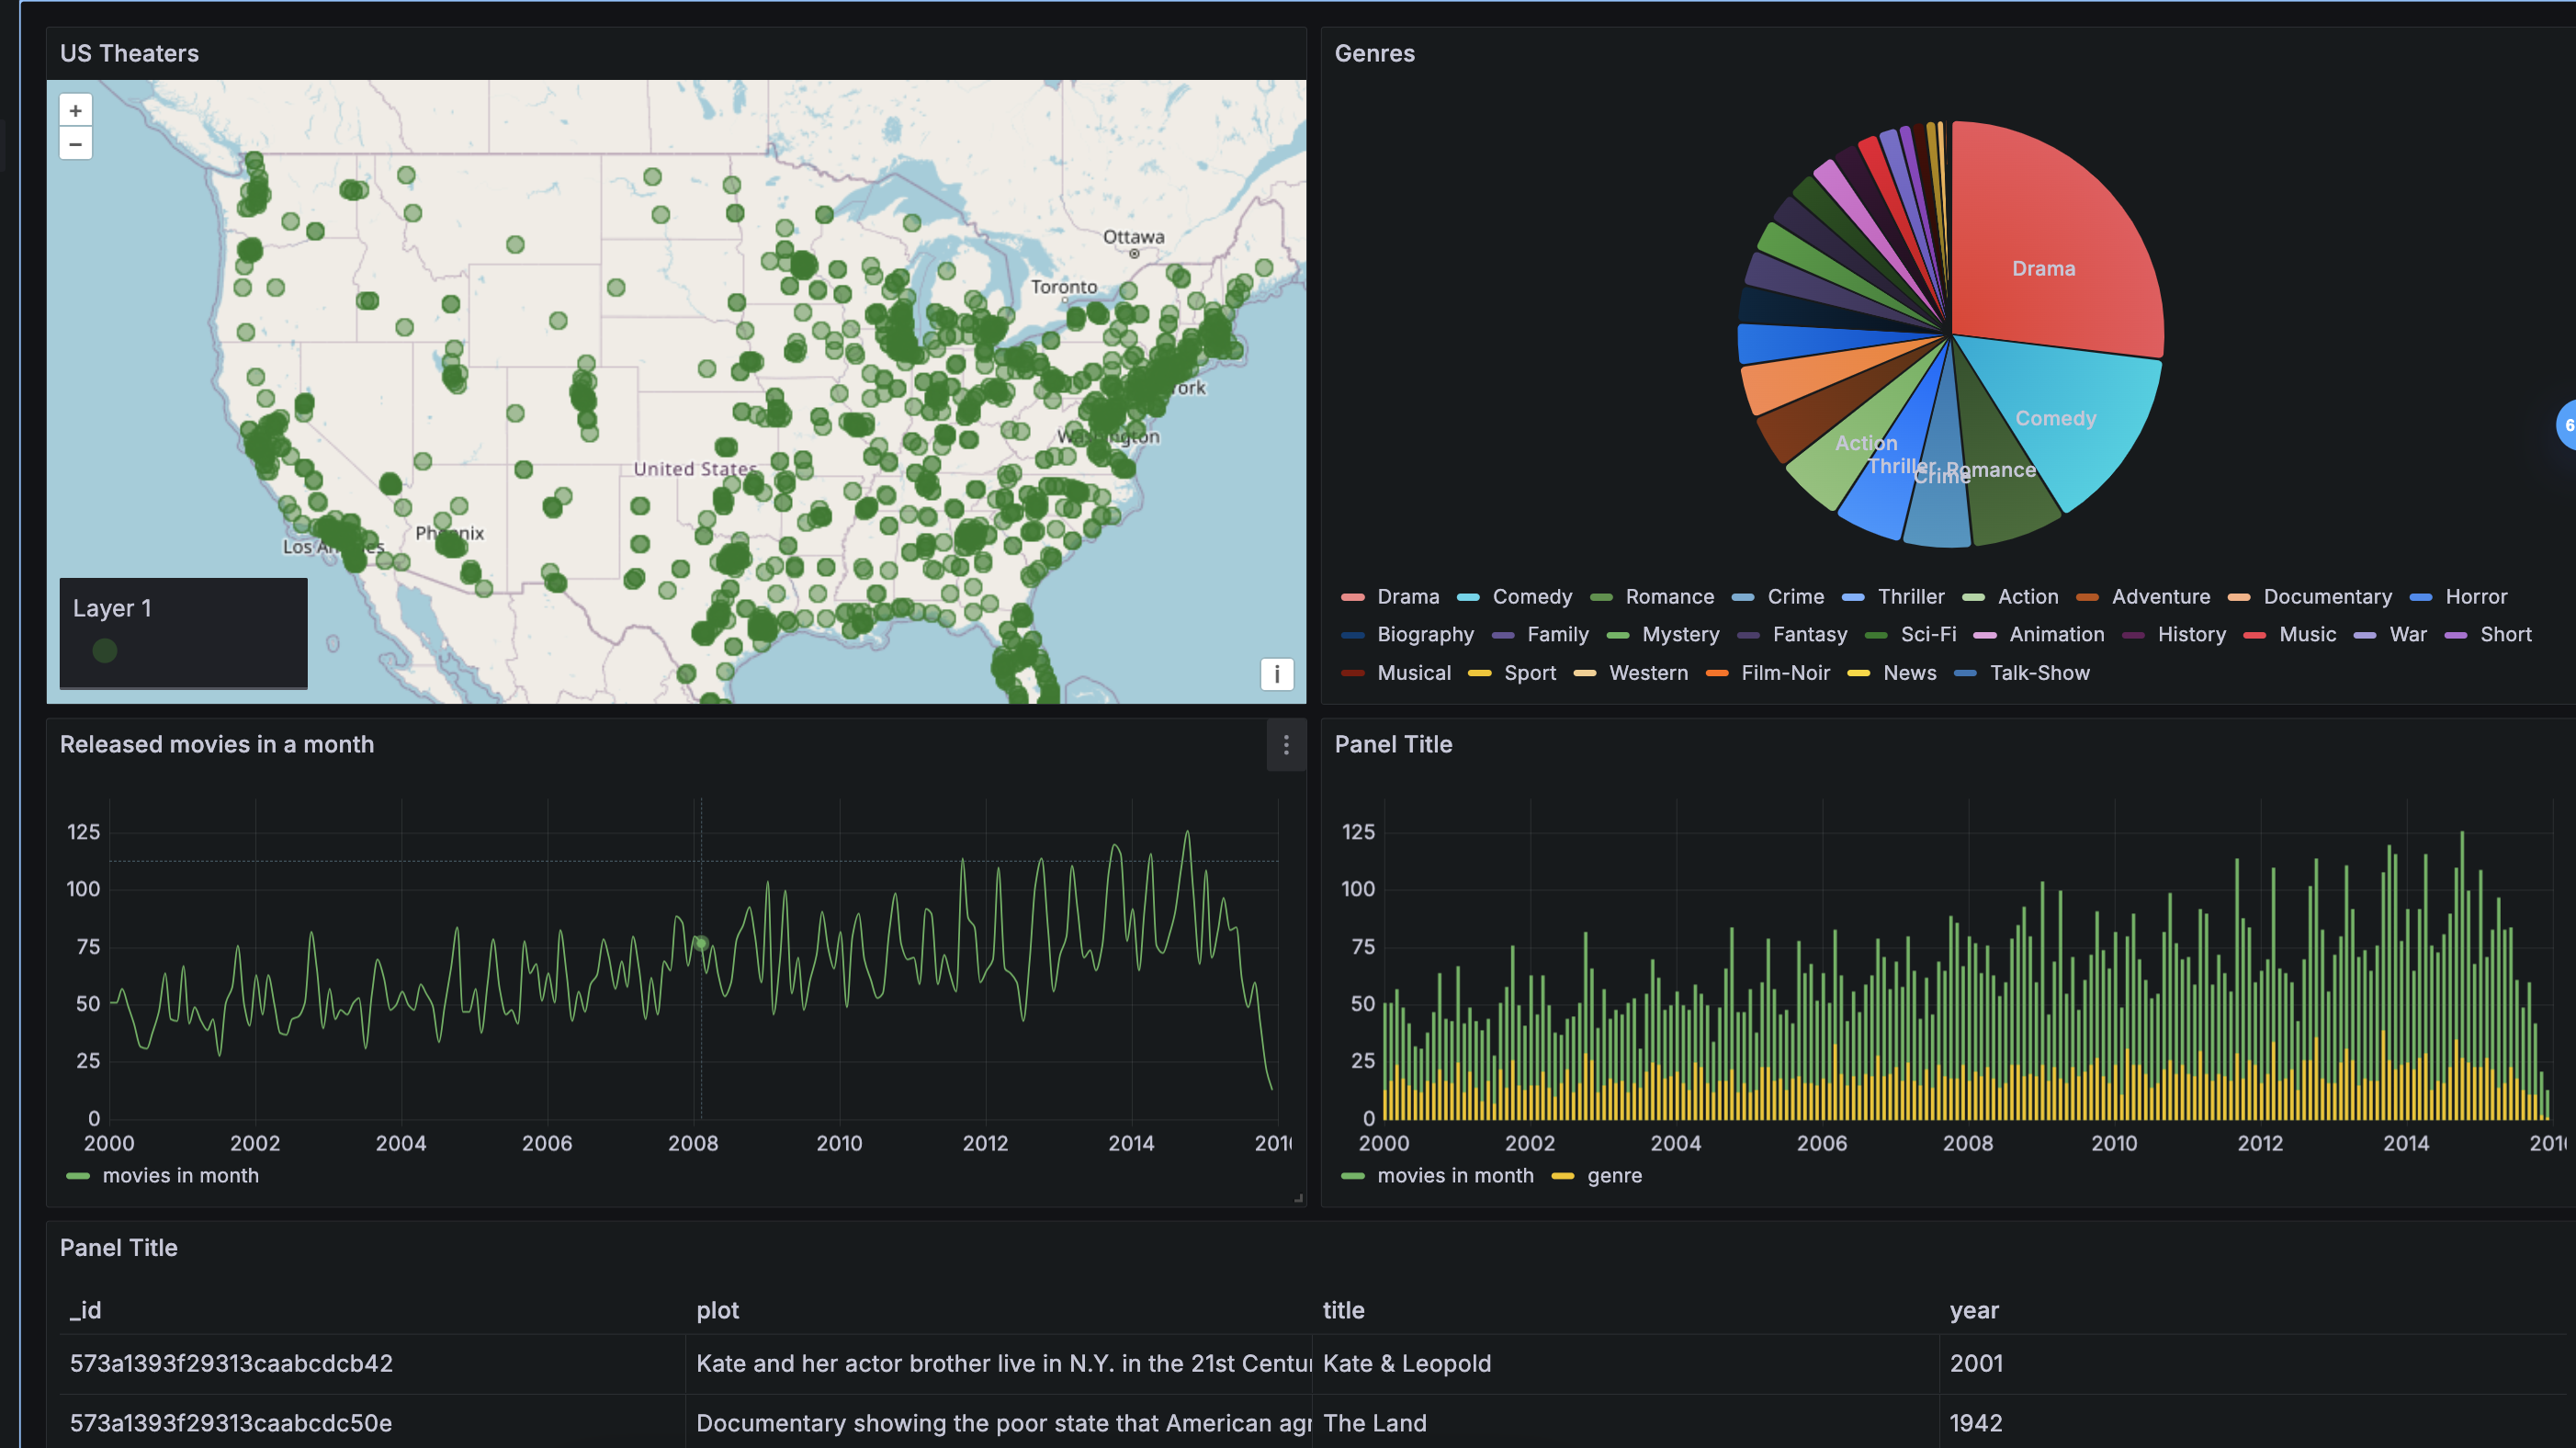 US Theaters
+
−
Ottawa
Toronto
Washington
United States
Phoenix
Los Angeles
Layer 1
i
Genres
Drama
Comedy
Action
Thriller
Crime
Romance
Drama Comedy Romance Crime Thriller Action Adventure Documentary Horror
Biography Family Mystery Fantasy Sci-Fi Animation History Music War Short
Musical Sport Western Film-Noir News Talk-Show
6
Released movies in a month
125
100
75
50
25
0
2000 2002 2004 2006 2008 2010 2012 2014
movies in month
Panel Title
125
100
75
50
25
0
2000 2002 2004 2006 2008 2010 2012 2014
movies in month genre
Panel Title
_id plot title year
573a1393f29313caabcdcb42 Kate and her actor brother live in N.Y. in the 21st Centur Kate & Leopold 2001
573a1393f29313caabcdc50e Documentary showing the poor state that American agr The Land 1942